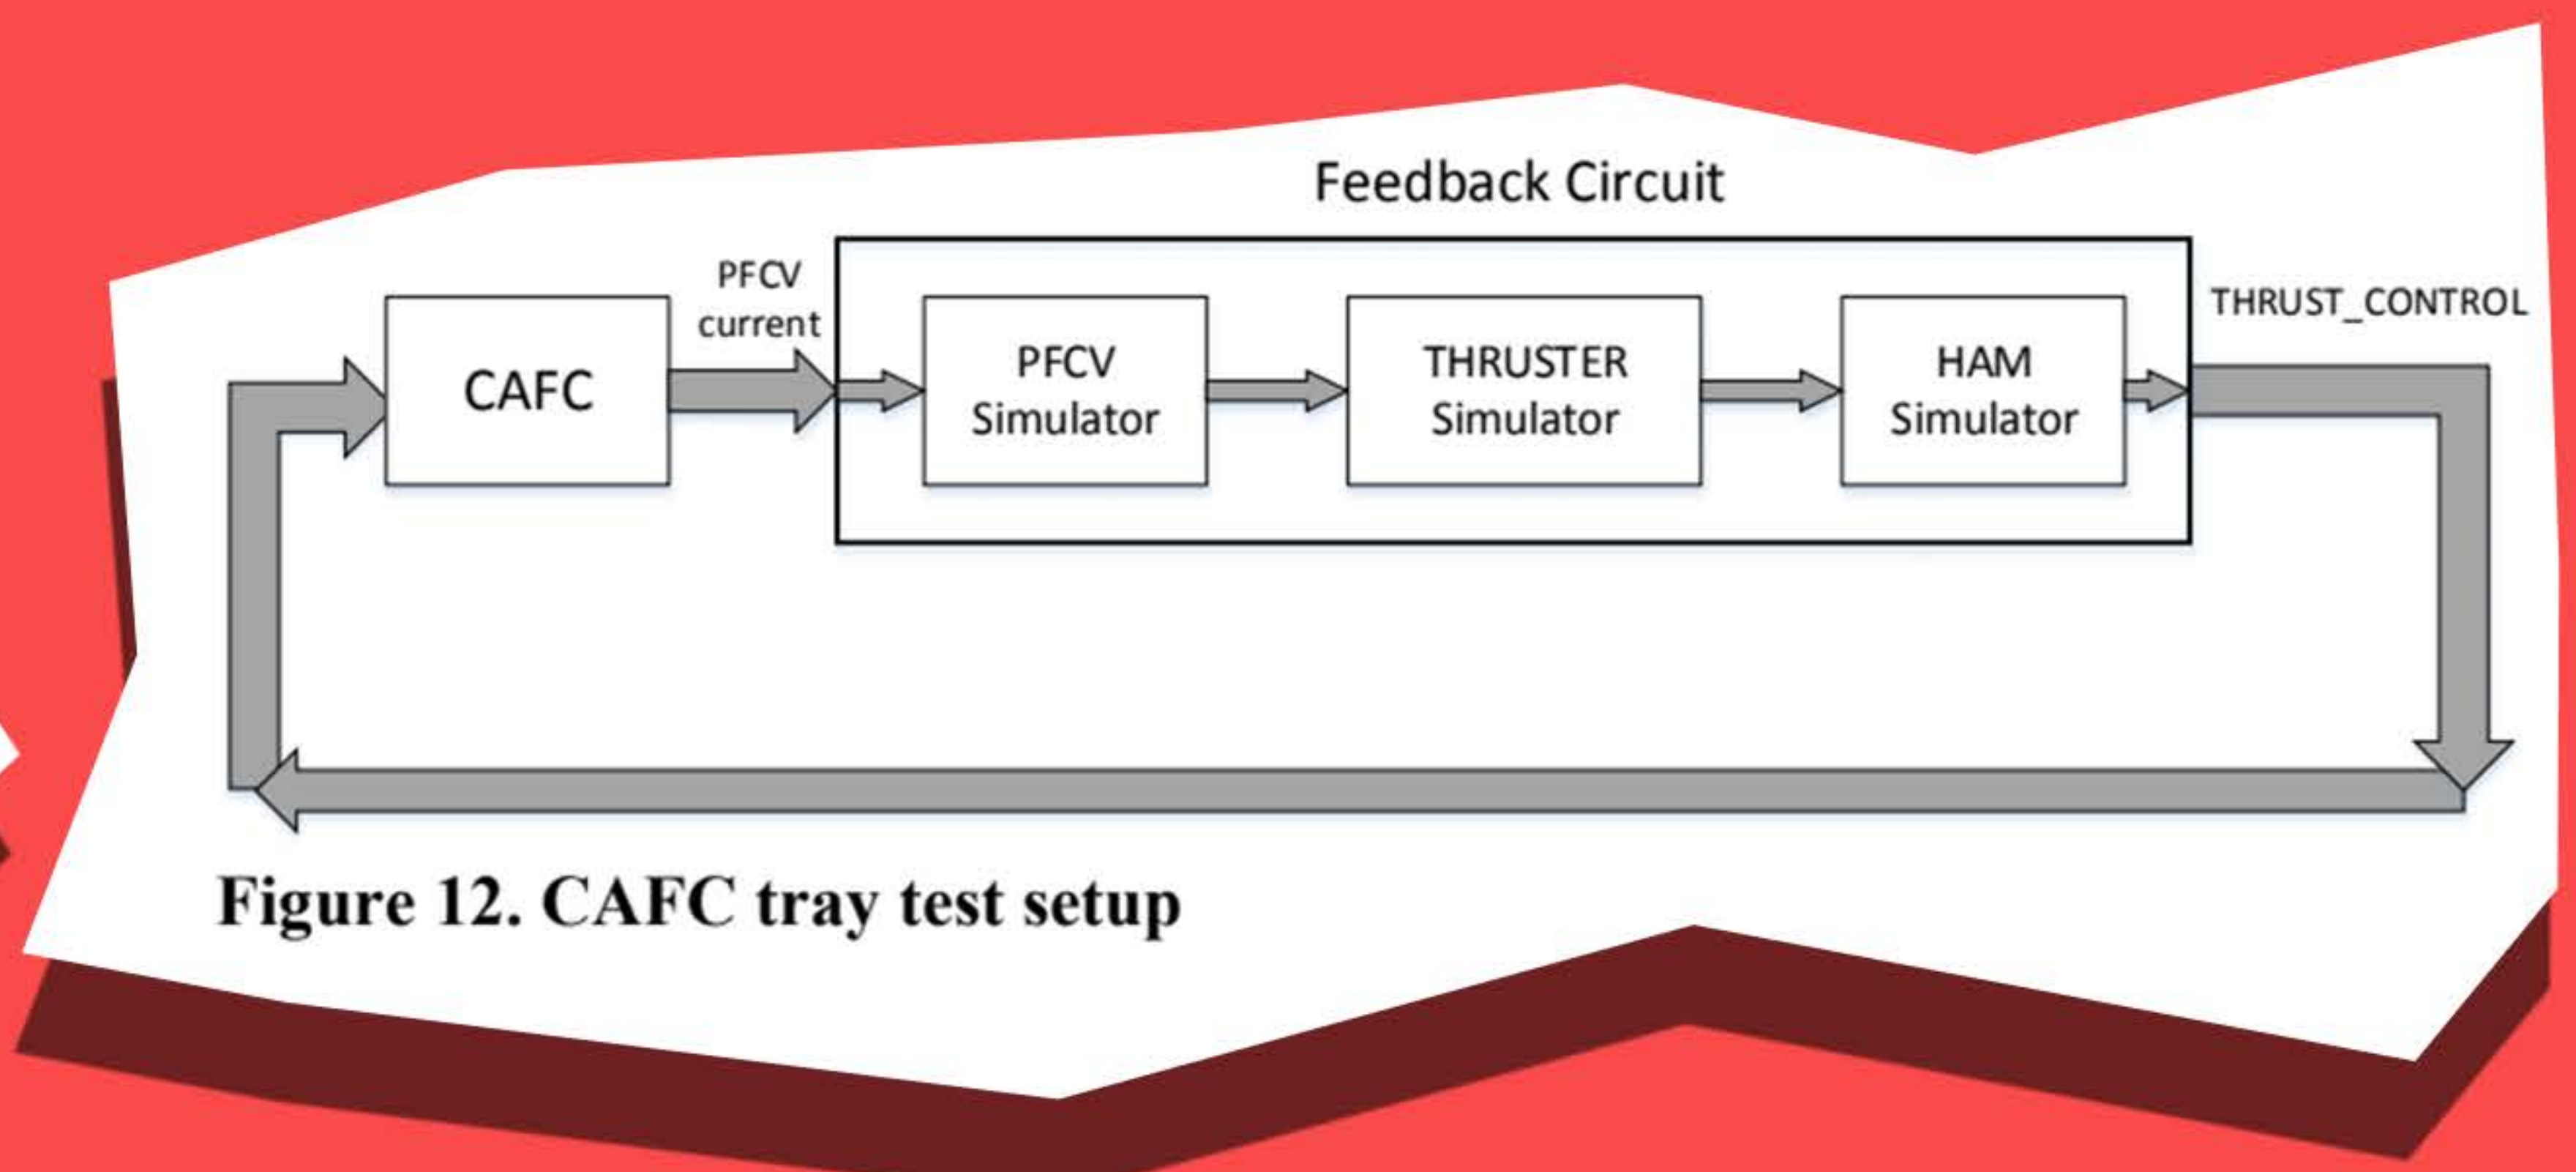 Feedback Circuit
PFCV
current
THRUST_CONTROL
CAFC
PFCV
Simulator
THRUSTER
Simulator
HAM
Simulator
Figure 12. CAFC tray test setup